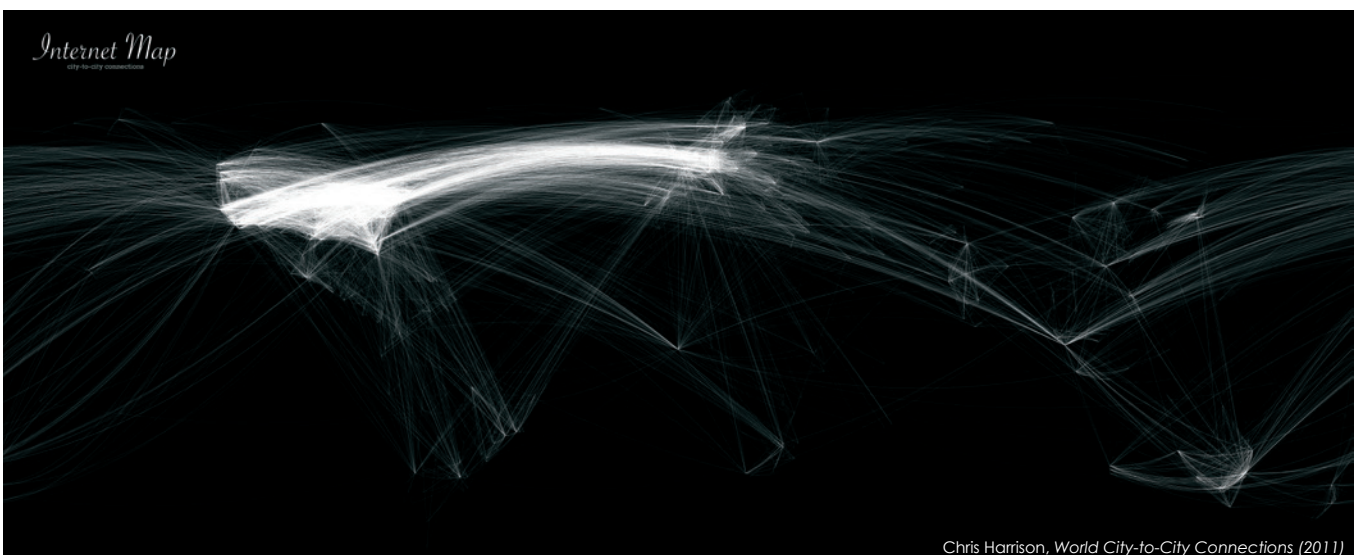 Internet Map
city-to-city connections
Chris Harrison, World City-to-City Connections (2011)